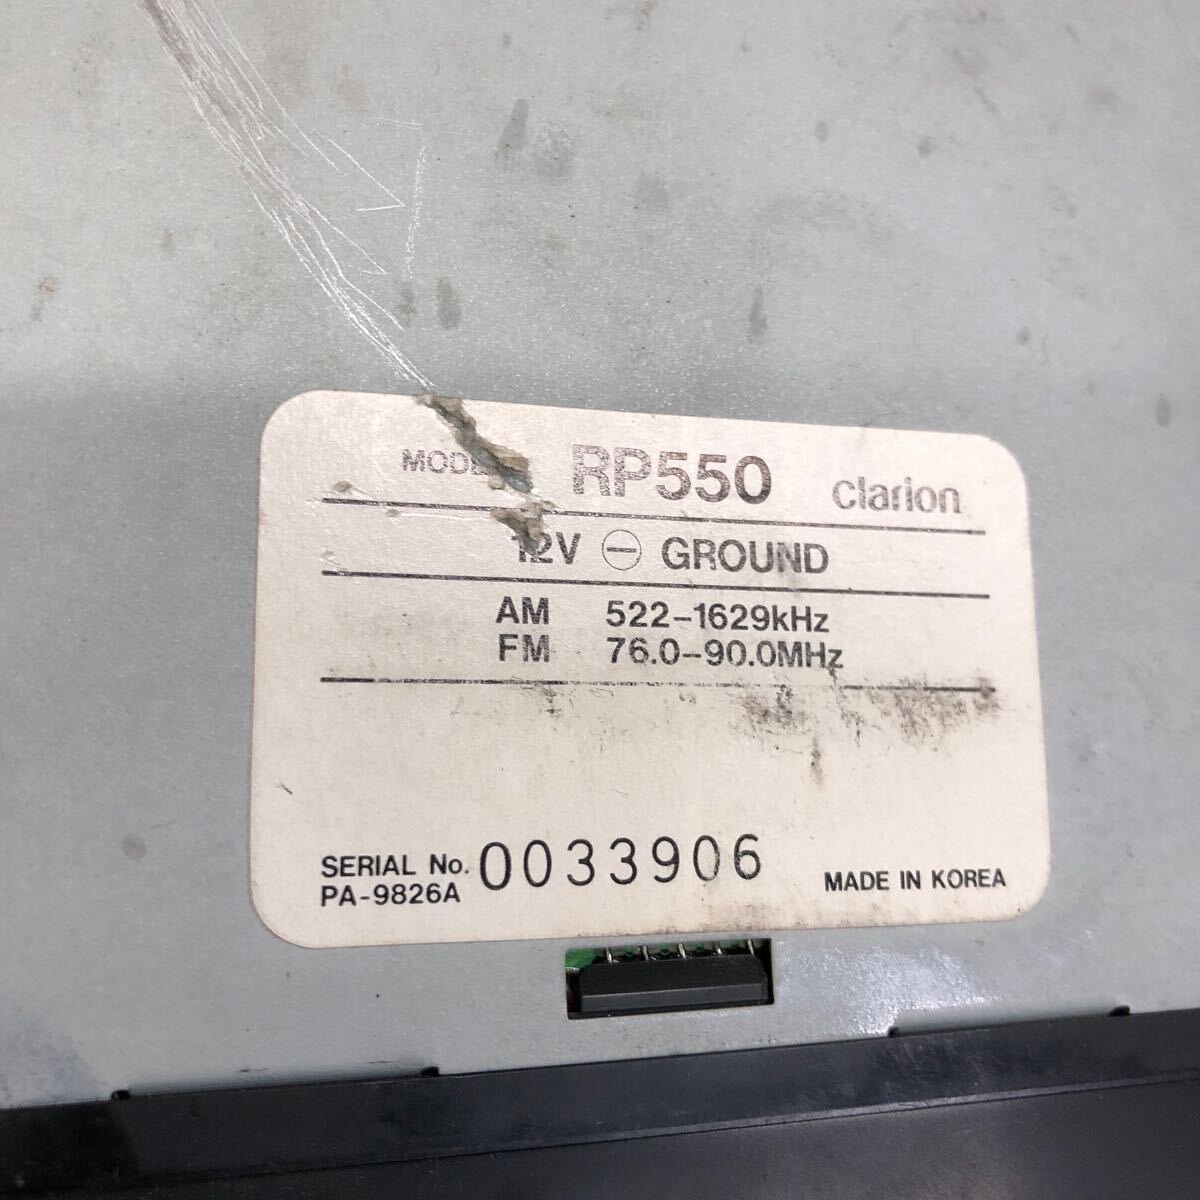 MODEL RP550 Clarion
12V ⊖ GROUND
AM 522-1629kHz
FM 76.0-90.0MHz
SERIAL No. 0033906
PA-9826A
MADE IN KOREA